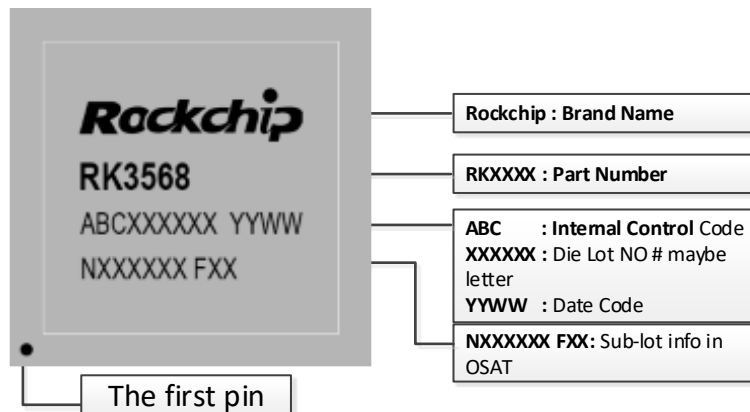 Rockchip
RK3568
ABCXXXXXX YYWW
NXXXXXX FXX
Rockchip : Brand Name
RKXXXX : Part Number
ABC : Internal Control Code
XXXXXX : Die Lot NO # maybe
letter
YYWW : Date Code
NXXXXXX FXX: Sub-lot info in
OSAT
The first pin